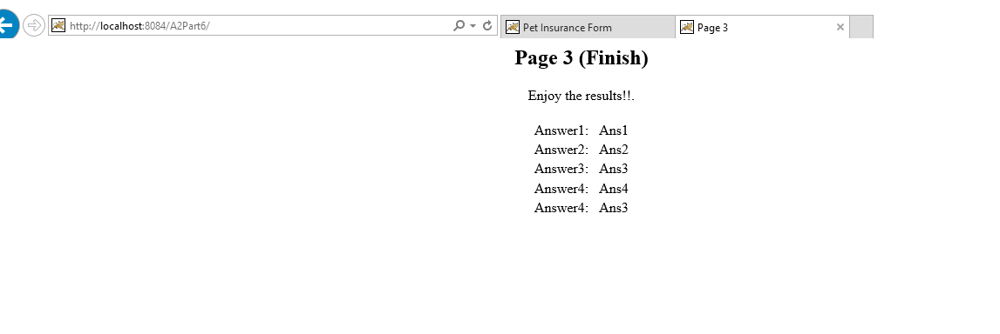 http://localhost:8084/A2Part6/
Pet Insurance Form
Page 3
Page 3 (Finish)
Enjoy the results!!.
Answer1: Ans1
Answer2: Ans2
Answer3: Ans3
Answer4: Ans4
Answer4: Ans3